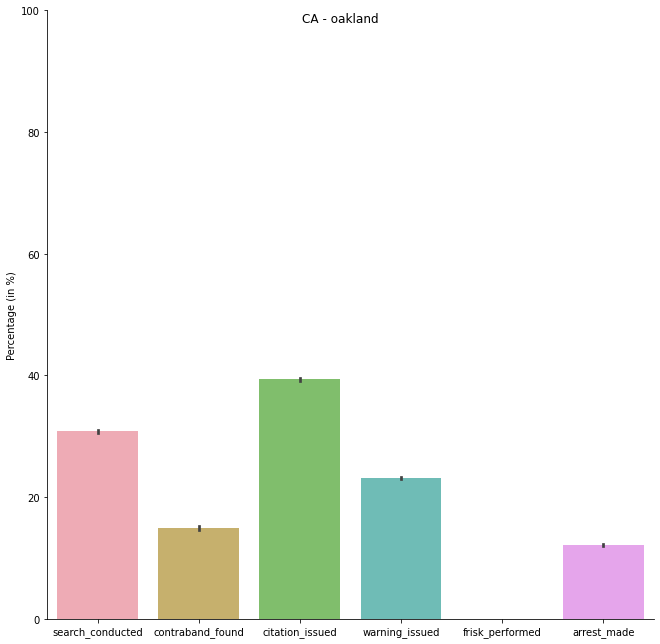 CA - oakland
Percentage (in %)
100
80
60
40
20
0
search_conducted contraband_found citation_issued warning_issued frisk_performed arrest_made